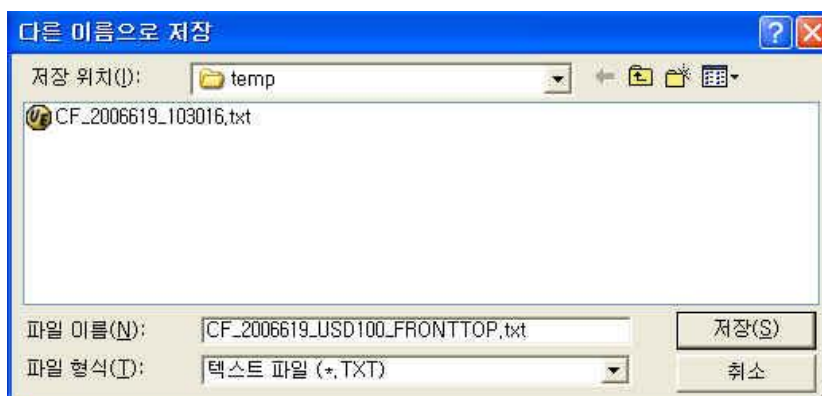 다른 이름으로 저장
저장 위치(I): temp
CF_2006619_103016.txt
파일 이름(N): CF_2006619_USD100_FRONTTOP.txt 저장(S)
파일 형식(T): 텍스트 파일 (*.TXT) 취소